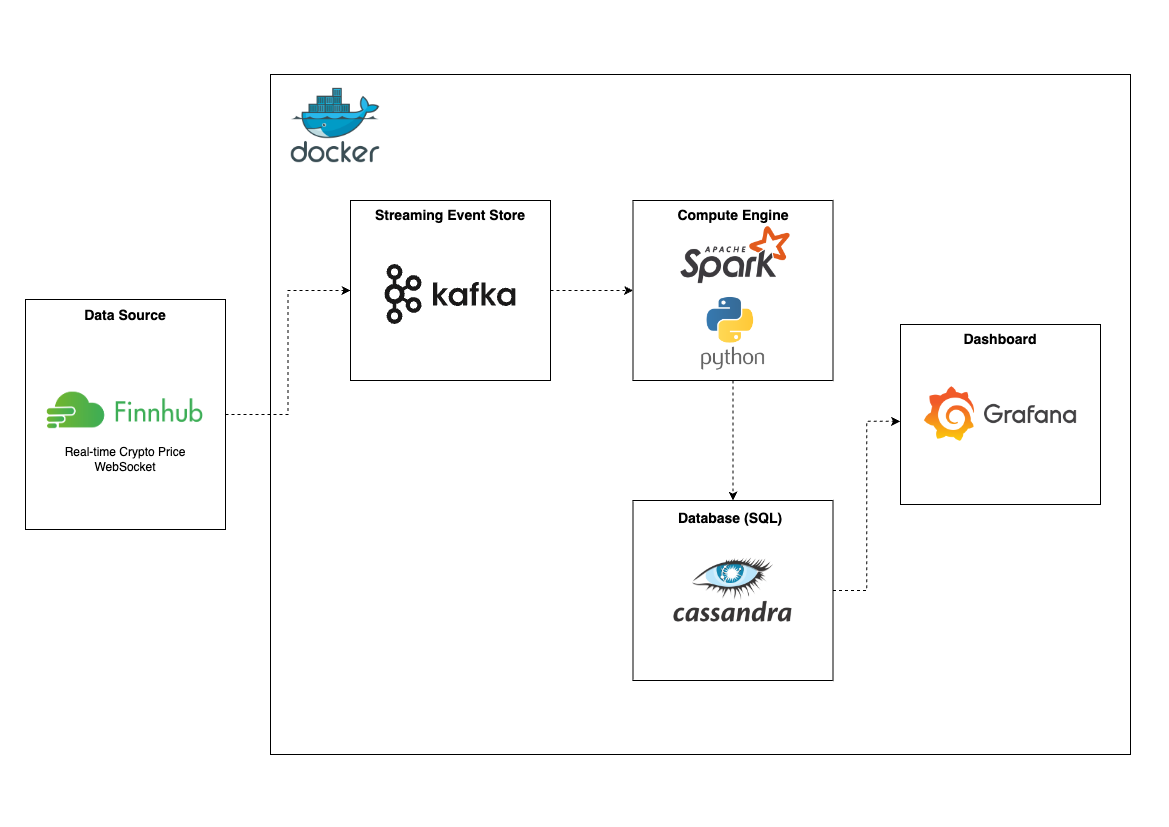 docker
Streaming Event Store
kafka
Compute Engine
APACHE
Spark
python
Data Source
Finnhub
Real-time Crypto Price
WebSocket
Dashboard
Grafana
Database (SQL)
cassandra